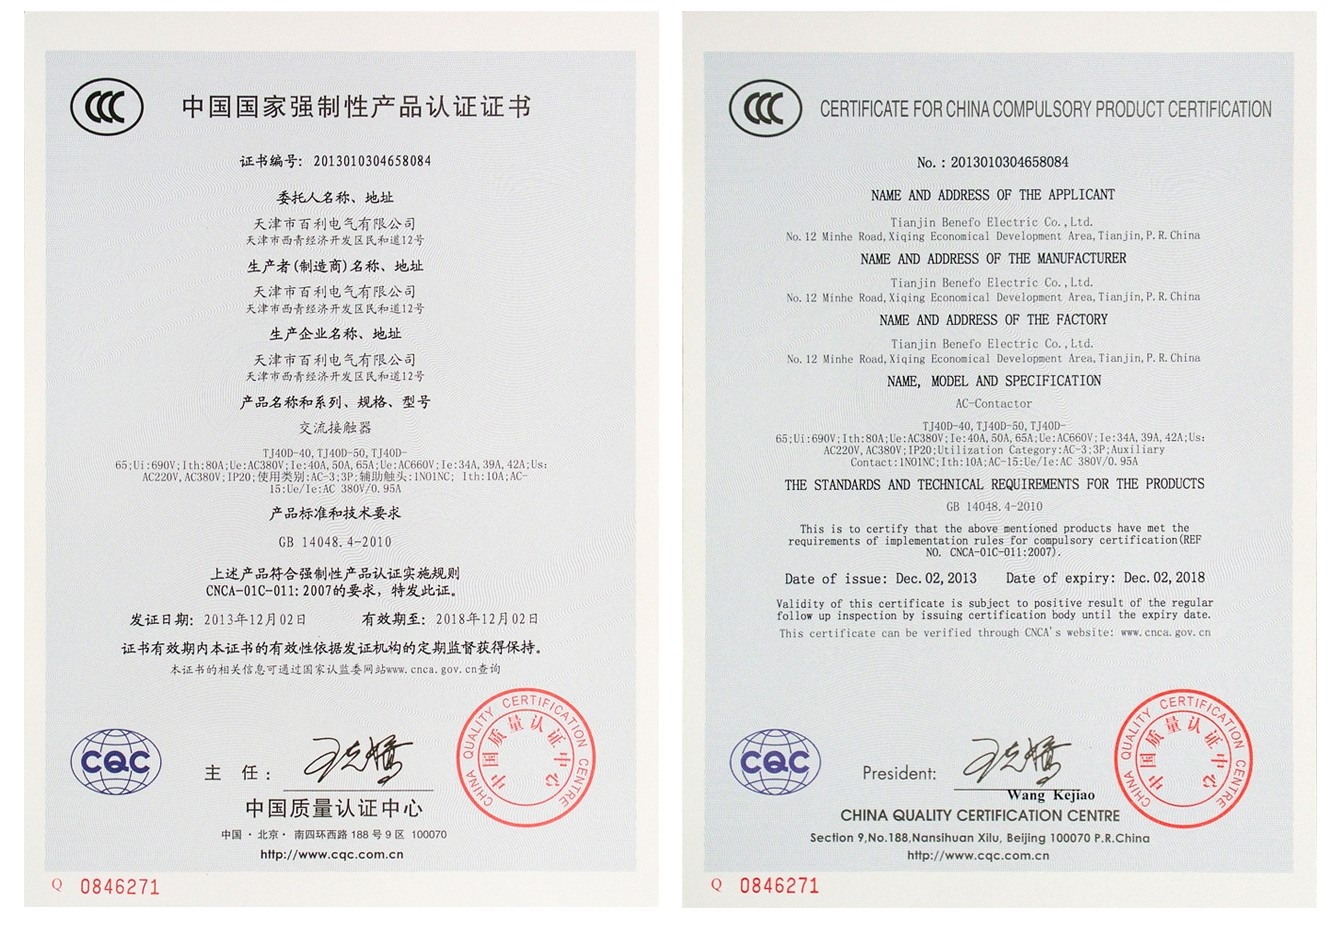 中国国家强制性产品认证证书
证书编号: 2013010304658084
委托人名称、地址
天津市百利电气有限公司
天津市西青经济开发区民和道12号
生产者(制造商)名称、地址
天津市百利电气有限公司
天津市西青经济开发区民和道12号
生产企业名称、地址
天津市百利电气有限公司
天津市西青经济开发区民和道12号
产品名称和系列、规格、型号
交流接触器
TJ40D-40,TJ40D-50,TJ40D-
65;Ui:690V;Ith:80A;Ue:AC380V;Ie:40A,50A,65A;Ue:AC660V;Ie:34A,39A,42A;Us:
AC220V,AC380V;IP20;使用类别:AC-3;3P;辅助触头:1NO1NC; Ith:10A;AC-
15:Ue/Ie:AC 380V/0.95A
产品标准和技术要求
GB 14048.4-2010
上述产品符合强制性产品认证实施规则
CNCA-01C-011:2007的要求，特发此证。
发证日期: 2013年12月02日 有效期至: 2018年12月02日
证书有效期内本证书的有效性依据发证机构的定期监督获得保持。
本证书的相关信息可通过国家认监委网站www.cnca.gov.cn查询
CQC
主 任:
CHINA QUALITY CERTIFICATION CENTRE
中国质量认证中心
中国质量认证中心
中国·北京·南四环西路 188 号 9 区 100070
http://www.cqc.com.cn
Q 0846271
CERTIFICATE FOR CHINA COMPULSORY PRODUCT CERTIFICATION
No.: 2013010304658084
NAME AND ADDRESS OF THE APPLICANT
Tianjin Benefo Electric Co.,Ltd.
No.12 Minhe Road,Xiqing Economical Development Area,Tianjin,P.R.China
NAME AND ADDRESS OF THE MANUFACTURER
Tianjin Benefo Electric Co.,Ltd.
No.12 Minhe Road,Xiqing Economical Development Area,Tianjin,P.R.China
NAME AND ADDRESS OF THE FACTORY
Tianjin Benefo Electric Co.,Ltd.
No.12 Minhe Road,Xiqing Economical Development Area,Tianjin,P.R.China
NAME, MODEL AND SPECIFICATION
AC-Contactor
TJ40D-40,TJ40D-50,TJ40D-
65;Ui:690V;Ith:80A;Ue:AC380V;Ie:40A,50A,65A;Ue:AC660V;Ie:34A,39A,42A;Us:
AC220V,AC380V;IP20;Utilization Category:AC-3;3P;Auxiliary
Contact:1NO1NC;Ith:10A;AC-15:Ue/Ie:AC 380V/0.95A
THE STANDARDS AND TECHNICAL REQUIREMENTS FOR THE PRODUCTS
GB 14048.4-2010
This is to certify that the above mentioned products have met the
requirements of implementation rules for compulsory certification(REF
NO. CNCA-01C-011:2007).
Date of issue: Dec.02,2013 Date of expiry: Dec.02,2018
Validity of this certificate is subject to positive result of the regular
follow up inspection by issuing certification body until the expiry date.
This certificate can be verified through CNCA's website: www.cnca.gov.cn
CQC
President:
Wang Kejiao
CHINA QUALITY CERTIFICATION CENTRE
中国质量认证中心
CHINA QUALITY CERTIFICATION CENTRE
Section 9,No.188,Nansihuan Xilu, Beijing 100070 P.R.China
http://www.cqc.com.cn
Q 0846271